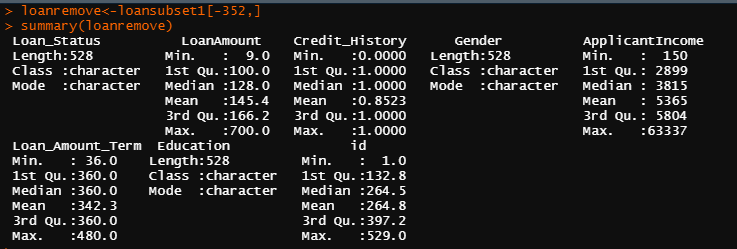 > loanremove<-loansubset1[-352,]
> summary(loanremove)
 Loan_Status          LoanAmount    Credit_History      Gender          ApplicantIncome
 Length:528         Min.   :  9.0   Min.   :0.0000   Length:528         Min.   :  150
 Class :character   1st Qu.:100.0   1st Qu.:1.0000   Class :character   1st Qu.: 2899
 Mode  :character   Median :128.0   Median :1.0000   Mode  :character   Median : 3815
                    Mean   :145.4   Mean   :0.8523                      Mean   : 5365
                    3rd Qu.:166.2   3rd Qu.:1.0000                      3rd Qu.: 5804
                    Max.   :700.0   Max.   :1.0000                      Max.   :63337
 Loan_Amount_Term  Education               id
 Min.   : 36.0    Length:528         Min.   :  1.0
 1st Qu.:360.0    Class :character   1st Qu.:132.8
 Median :360.0    Mode  :character   Median :264.5
 Mean   :342.3                       Mean   :264.8
 3rd Qu.:360.0                       3rd Qu.:397.2
 Max.   :480.0                       Max.   :529.0